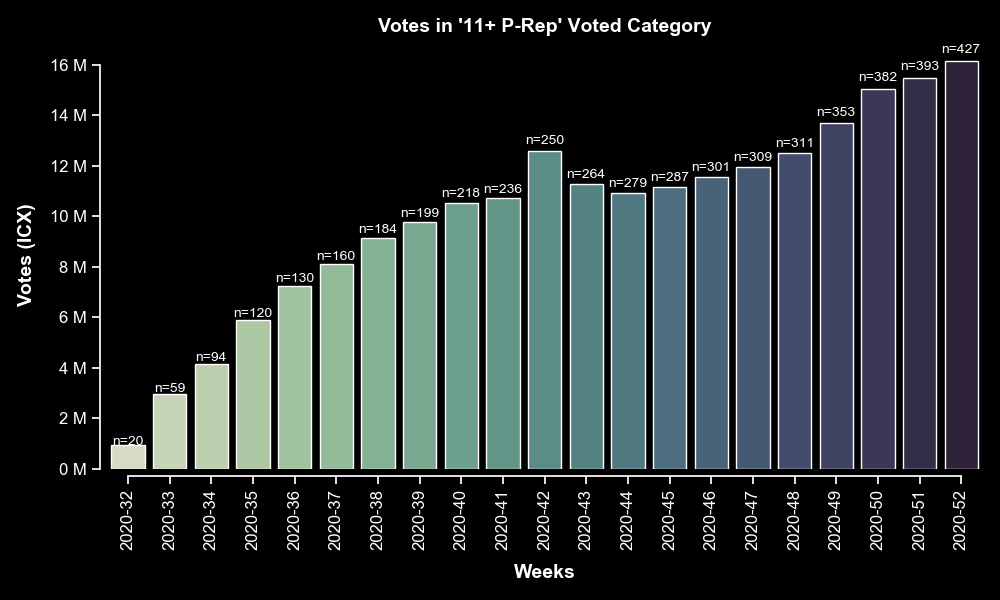 Votes in '11+ P-Rep' Voted Category
Votes (ICX)
16 M
14 M
12 M
10 M
8 M
6 M
4 M
2 M
0 M
n=20
n=59
n=94
n=120
n=130
n=160
n=184
n=199
n=218
n=236
n=250
n=264
n=279
n=287
n=301
n=309
n=311
n=353
n=382
n=393
n=427
2020-32
2020-33
2020-34
2020-35
2020-36
2020-37
2020-38
2020-39
2020-40
2020-41
2020-42
2020-43
2020-44
2020-45
2020-46
2020-47
2020-48
2020-49
2020-50
2020-51
2020-52
Weeks